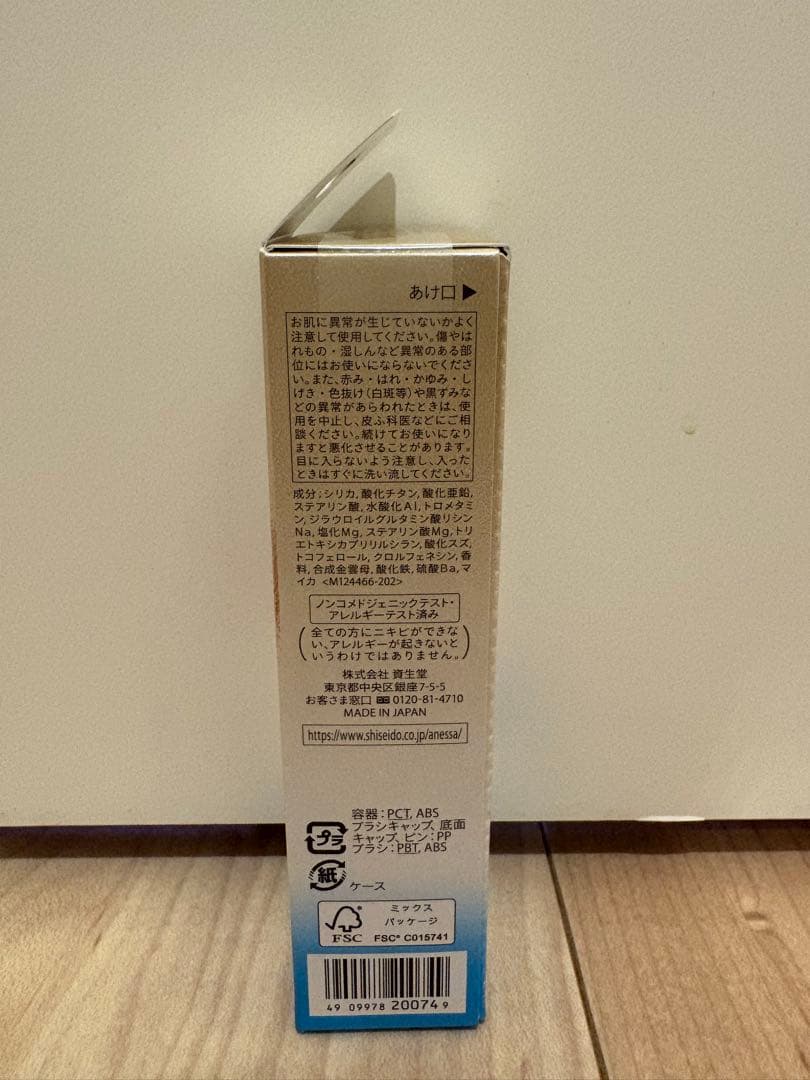 あけ口▶
お肌に異常が生じていないかよく
注意して使用してください。傷やは
れもの・湿しんなど異常のある部
位にはお使いにならないでくださ
い。また、赤み・はれ・かゆみ・し
げき・色抜け(白斑等)や黒ずみな
どの異常があらわれたときは、使
用を中止し、皮ふ科医などにご相
談ください。続けてお使いになり
ますと悪化させることがあります。
目に入らないよう注意し、入った
ときはすぐに洗い流してください。
成分:シリカ,酸化チタン,酸化亜鉛,
ステアリン酸,水酸化Al,トロメタミ
ン,ジラウロイルグルタミン酸リシン
Na,塩化Mg,ステアリン酸Mg,トリ
エトキシカプリリルシラン,酸化スズ,
トコフェロール,クロルフェネシン,香
料,合成金雲母,酸化鉄,硫酸Ba,マ
イカ <M124466-202>
ノンコメドジェニックテスト・
アレルギーテスト済み
(全ての方にニキビができな
い、アレルギーが起きないと
いうわけではありません。)
株式会社 資生堂
東京都中央区銀座7-5-5
お客さま窓口 0120-81-4710
MADE IN JAPAN
https://www.shiseido.co.jp/anessa/
容器:PCT, ABS
ブラシキャップ、底面
キャップ、ピン:PP
ブラシ:PBT, ABS
プラ
紙
ケース
FSC
ミックス
パッケージ
FSC® C015741
4909978200749